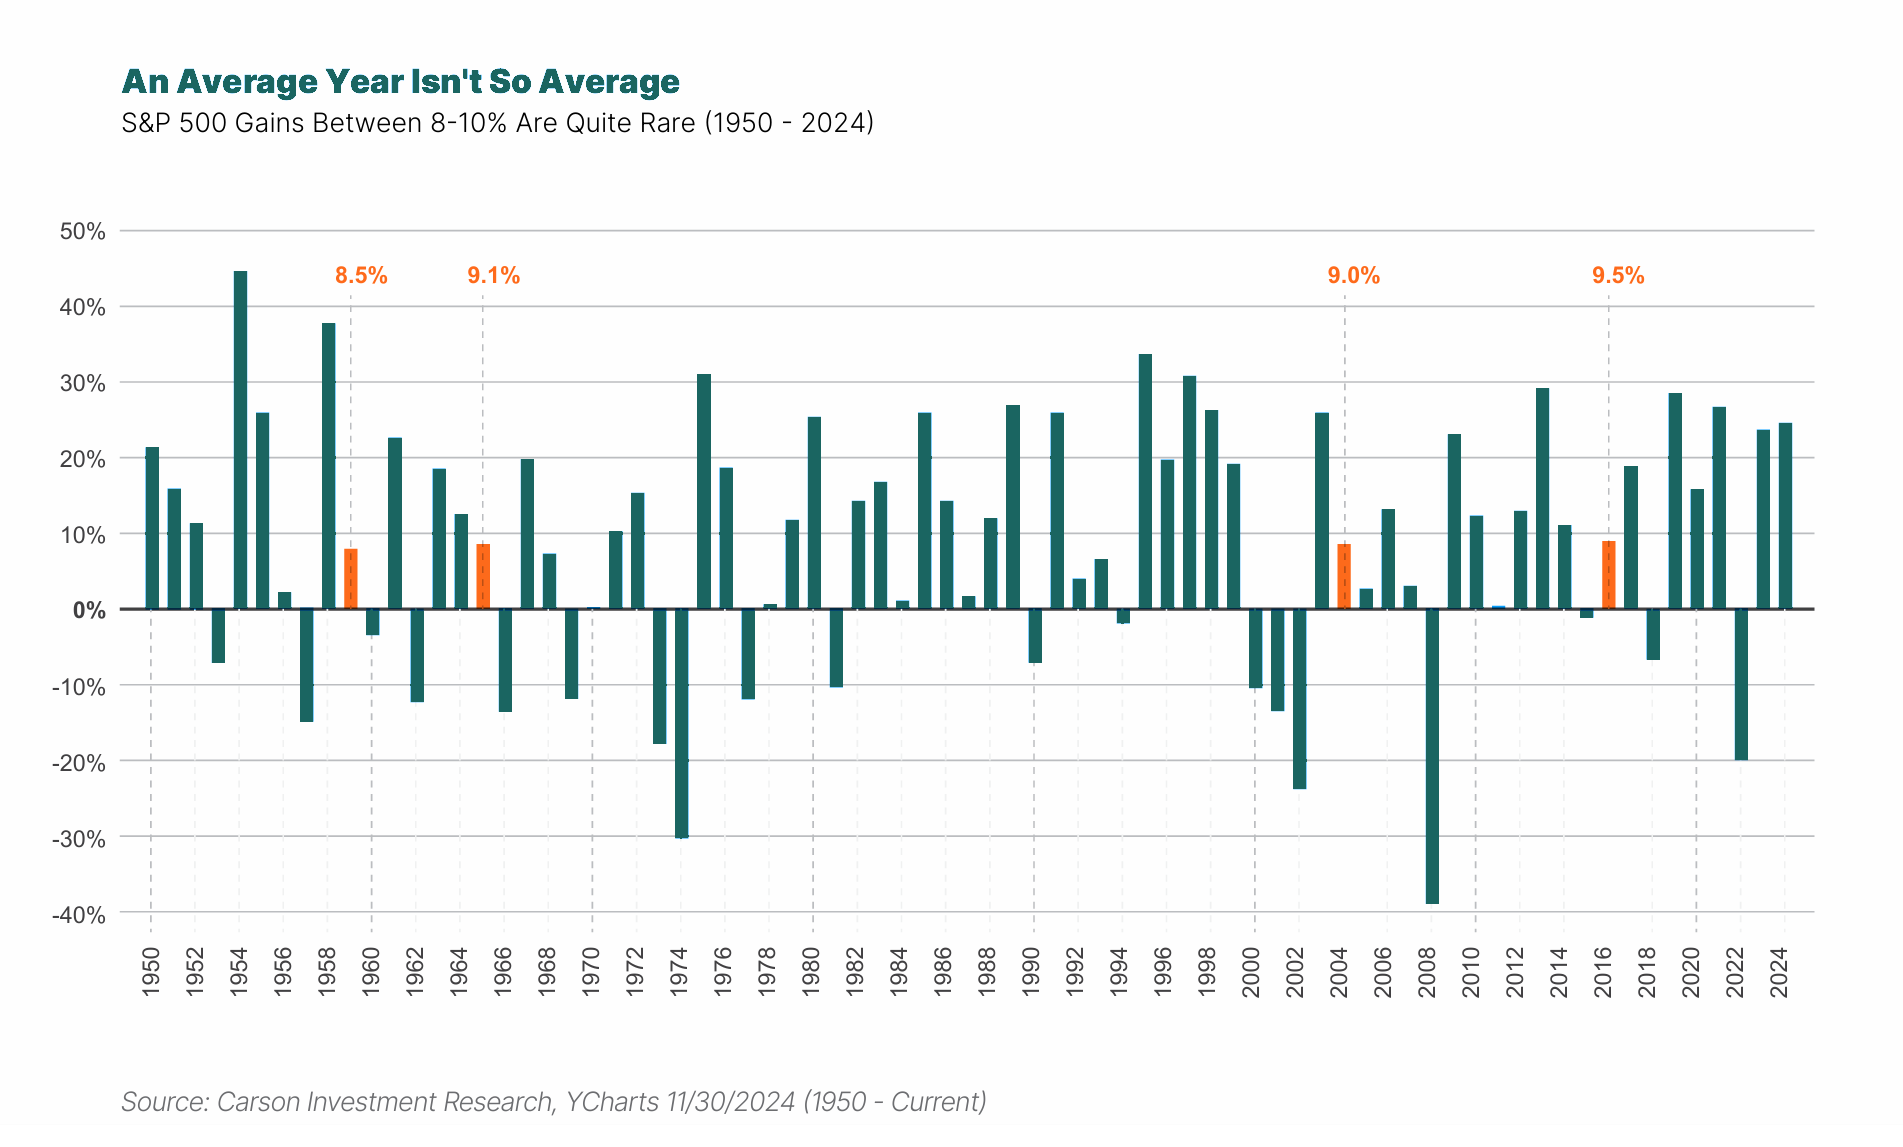 An Average Year Isn't So Average
S&P 500 Gains Between 8-10% Are Quite Rare (1950 - 2024)
50%
8.5% 9.1% 9.0% 9.5%
40%
30%
20%
10%
0%
-10%
-20%
-30%
-40%
1950 1952 1954 1956 1958 1960 1962 1964 1966 1968 1970 1972 1974 1976 1978 1980 1982 1984 1986 1988 1990 1992 1994 1996 1998 2000 2002 2004 2006 2008 2010 2012 2014 2016 2018 2020 2022 2024
Source: Carson Investment Research, YCharts 11/30/2024 (1950 - Current)